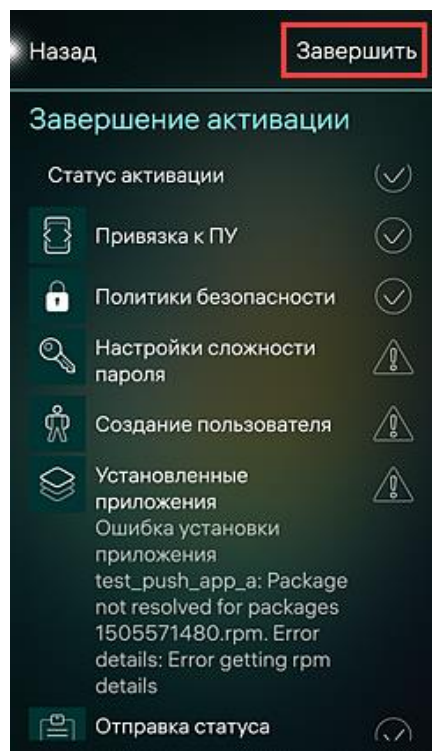 Назад
Завершить
Завершение активации
Статус активации
Привязка к ПУ
Политики безопасности
Настройки сложности
пароля
Создание пользователя
Установленные
приложения
Ошибка установки
приложения
test_push_app_a: Package
not resolved for packages
1505571480.rpm. Error
details: Error getting rpm
details
Отправка статуса